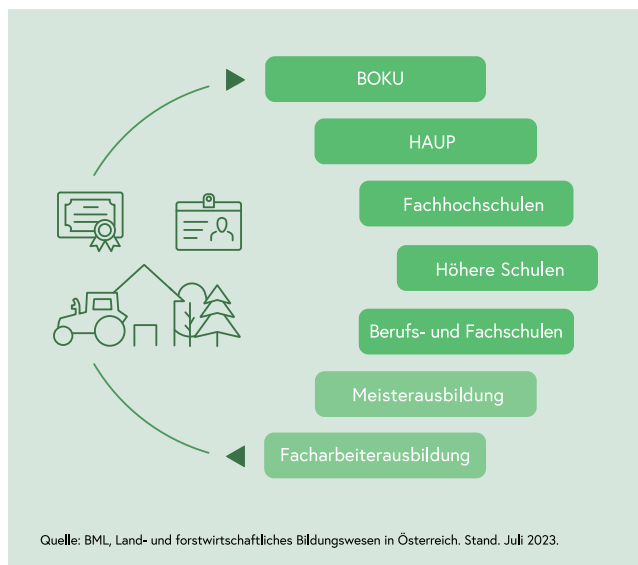 BOKU
HAUP
Fachhochschulen
Höhere Schulen
Berufs- und Fachschulen
Meisterausbildung
Facharbeiterausbildung
Quelle: BML, Land- und forstwirtschaftliches Bildungswesen in Österreich. Stand. Juli 2023.